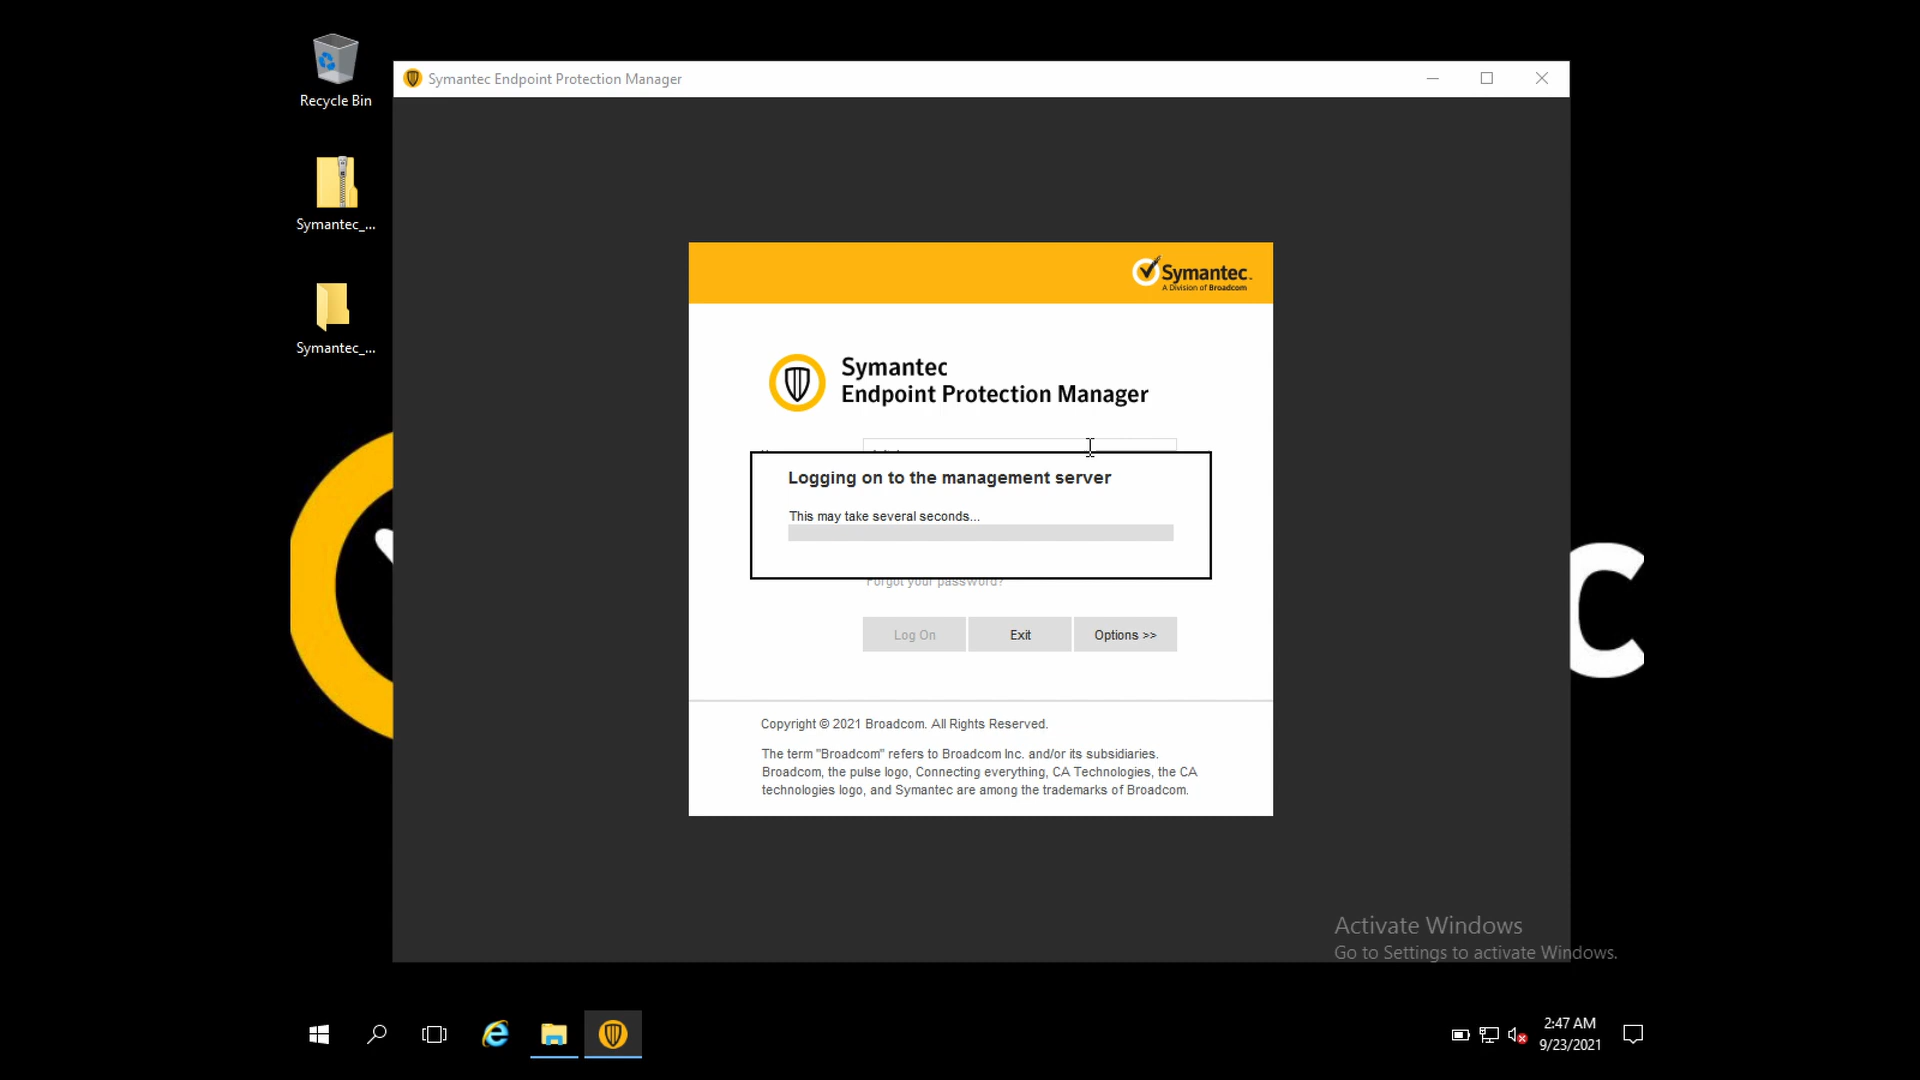 Recycle Bin
Symantec_...
Symantec_...
Symantec Endpoint Protection Manager
Symantec
A Division of Broadcom
Symantec
Endpoint Protection Manager
Logging on to the management server
This may take several seconds...
Forgot your password?
Log On
Exit
Options >>
Copyright © 2021 Broadcom. All Rights Reserved.
The term "Broadcom" refers to Broadcom Inc. and/or its subsidiaries.
Broadcom, the pulse logo, Connecting everything, CA Technologies, the CA
technologies logo, and Symantec are among the trademarks of Broadcom.
Activate Windows
Go to Settings to activate Windows.
c
2:47 AM
9/23/2021